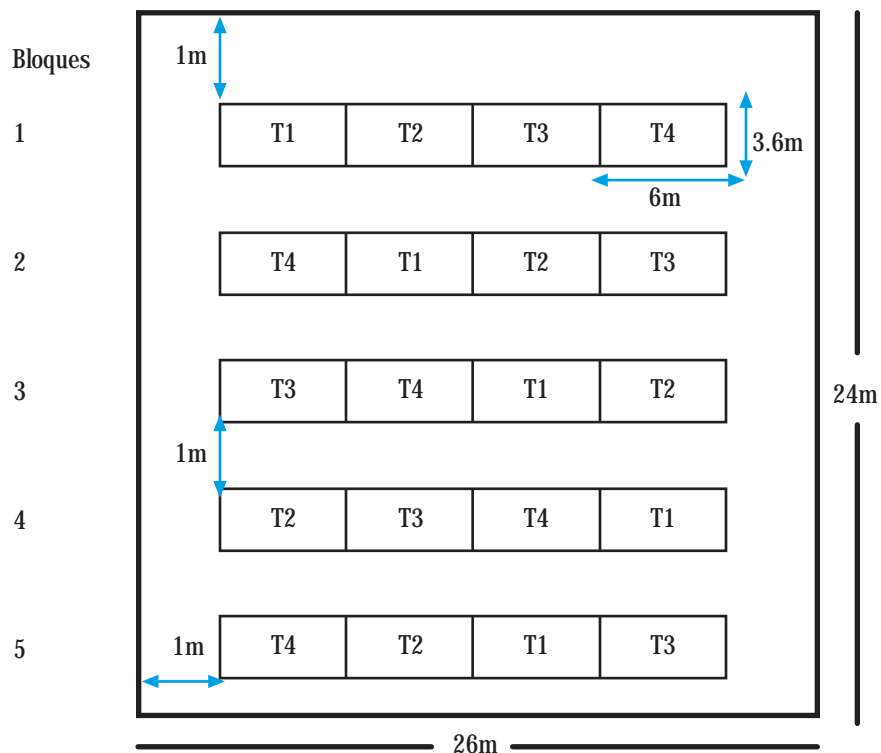 Bloques
1m
1 T1 T2 T3 T4 3.6m
6m
2 T4 T1 T2 T3
3 T3 T4 T1 T2 24m
1m
4 T2 T3 T4 T1
5 1m T4 T2 T1 T3
26m